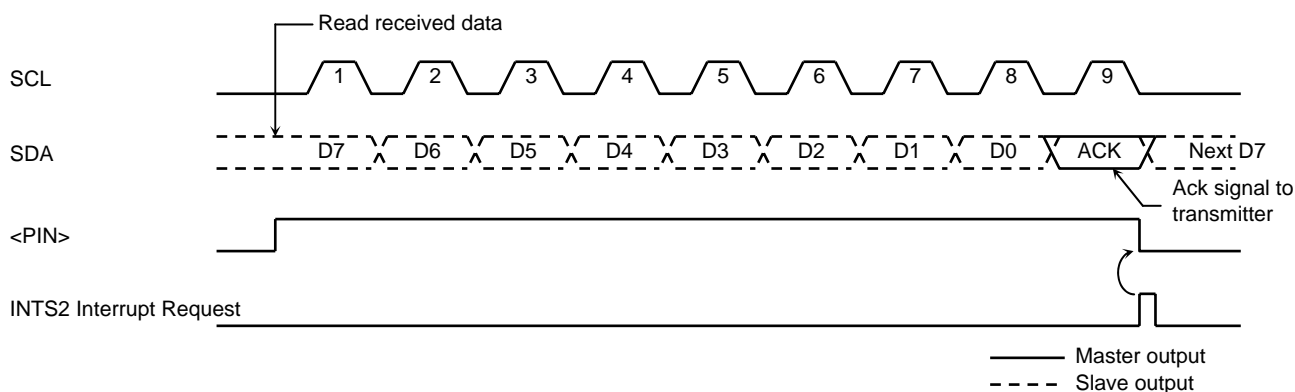 Read received data
SCL
1 2 3 4 5 6 7 8 9
SDA
D7 D6 D5 D4 D3 D2 D1 D0 ACK Next D7
Ack signal to
transmitter
<PIN>
INTS2 Interrupt Request
Master output
Slave output